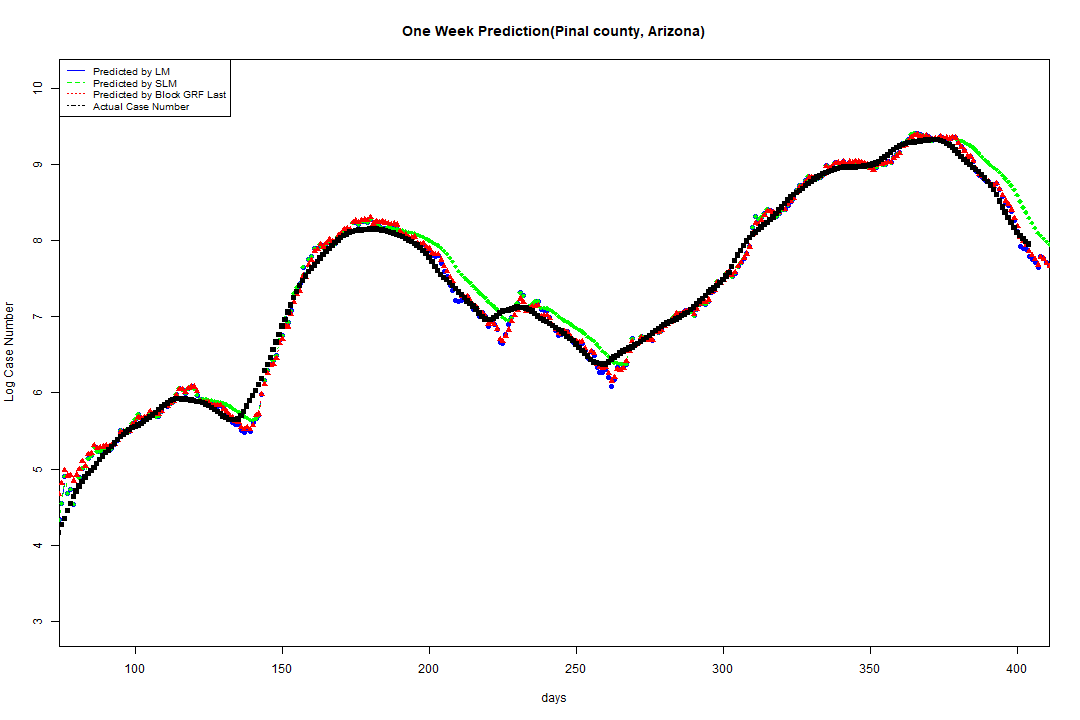 One Week Prediction(Pinal county, Arizona)
Predicted by LM
Predicted by SLM
Predicted by Block GRF Last
Actual Case Number
10
9
8
7
6
5
4
3
Log Case Number
100 150 200 250 300 350 400
days